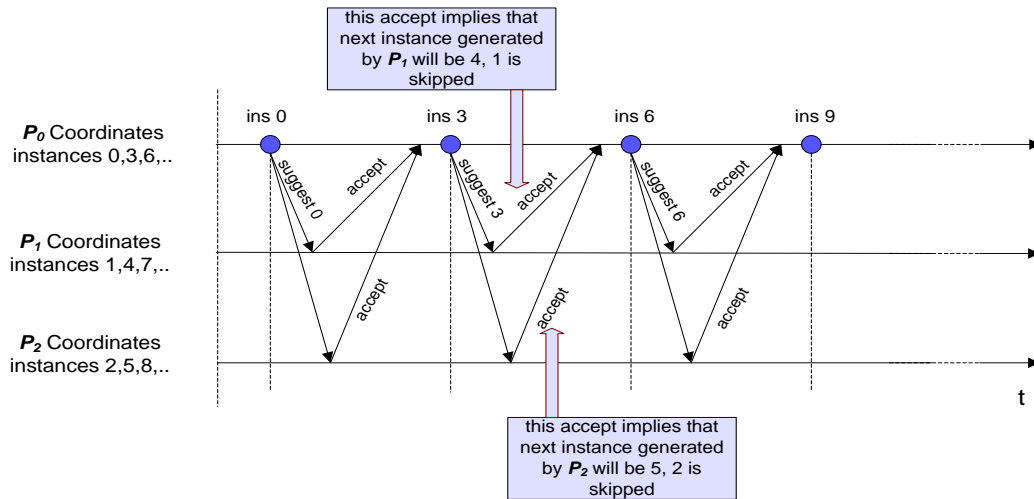 this accept implies that
next instance generated
by P1 will be 4, 1 is
skipped
ins 0
ins 3
ins 6
ins 9
P0 Coordinates
instances 0,3,6,..
suggest 0
accept
suggest 3
accept
suggest 6
accept
P1 Coordinates
instances 1,4,7,..
accept
accept
accept
P2 Coordinates
instances 2,5,8,..
t
this accept implies that
next instance generated
by P2 will be 5, 2 is
skipped